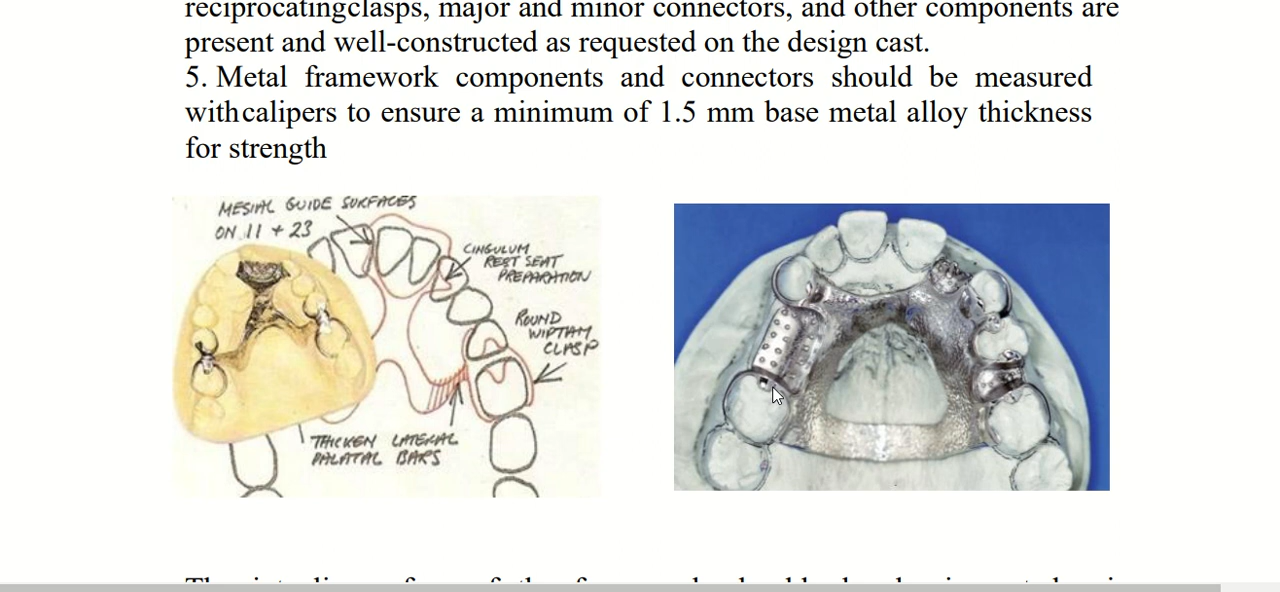 reciprocatingclasps, major and minor connectors, and other components are
present and well-constructed as requested on the design cast.
5. Metal framework components and connectors should be measured
withcalipers to ensure a minimum of 1.5 mm base metal alloy thickness
for strength
MESIAL GUIDE SURFACES
ON 11 + 23
CINGULUM
REST SEAT
PREPARATION
ROUND
CLASP
THICKEN LATERAL
PALATAL BARS